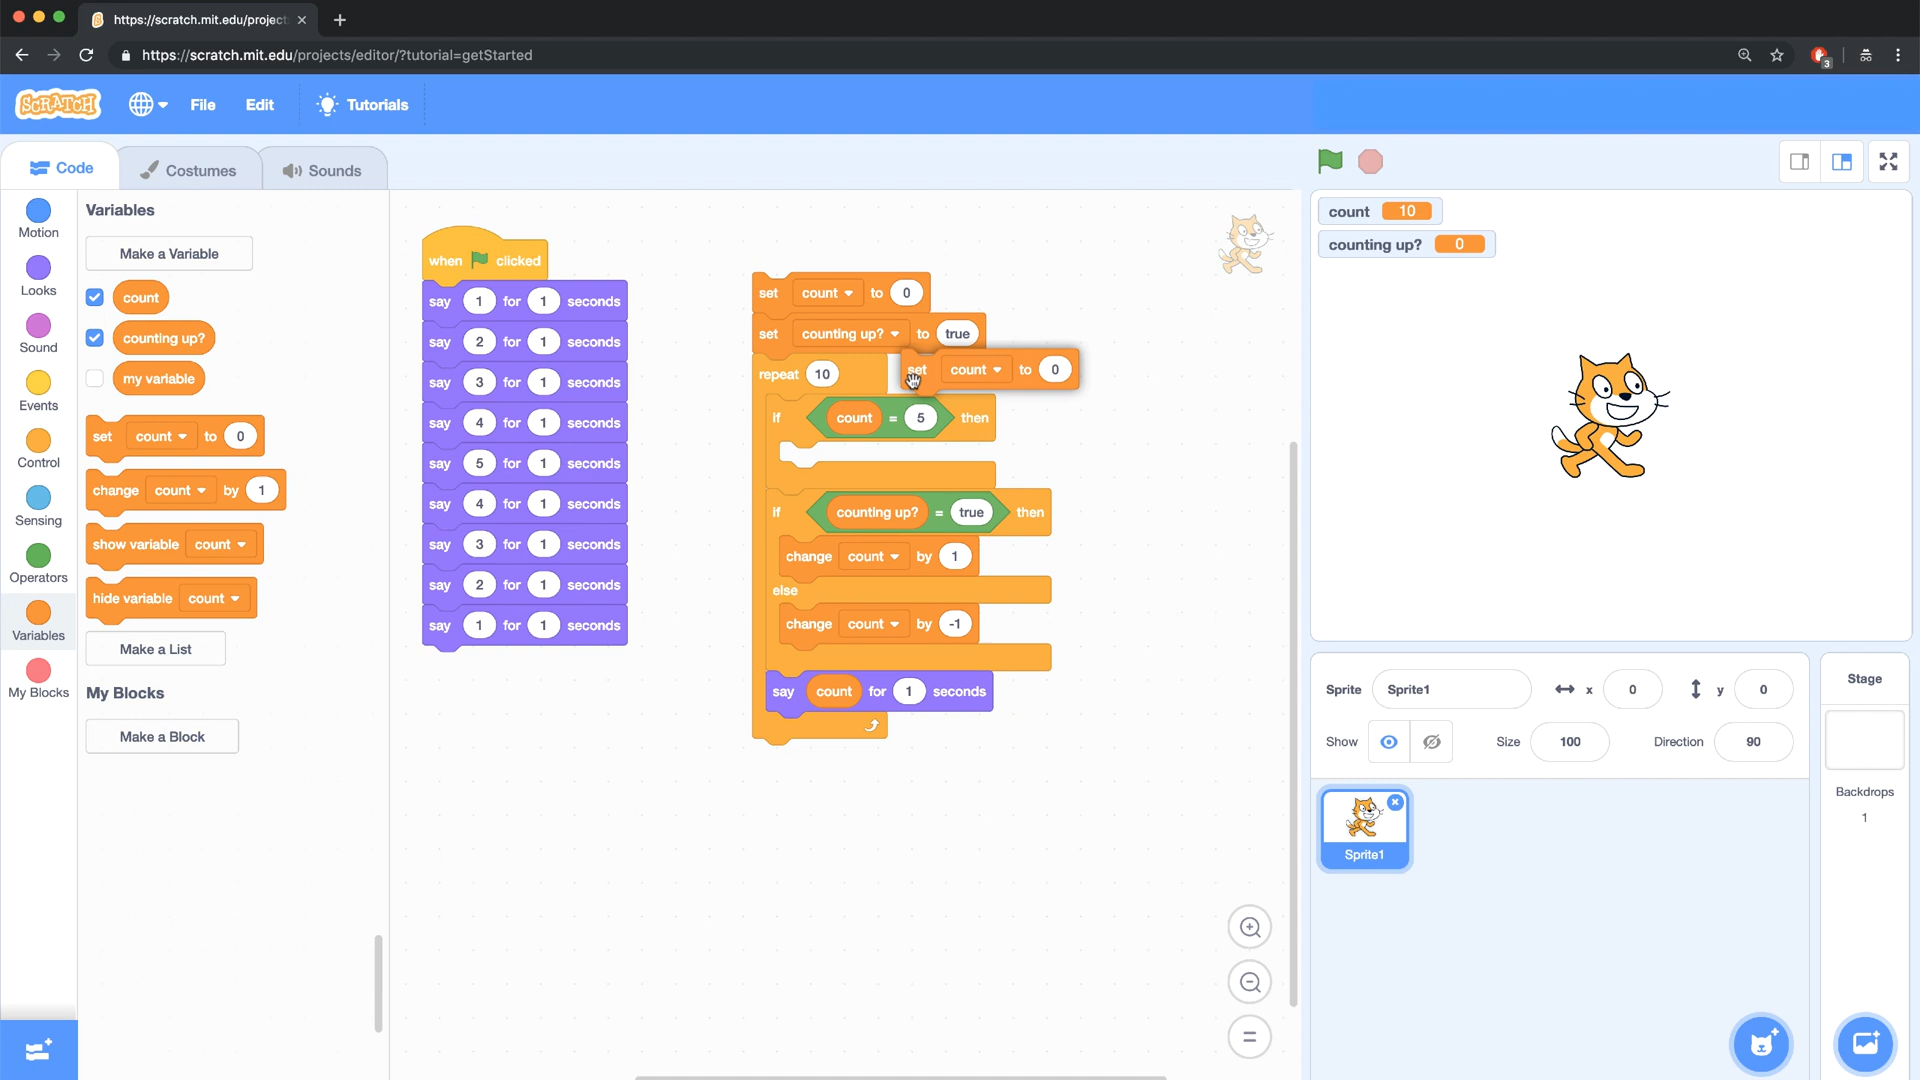 https://scratch.mit.edu/project
https://scratch.mit.edu/projects/editor/?tutorial=getStarted
3
SCRATCH
File
Edit
Tutorials
Code
Costumes
Sounds
Motion
Looks
Sound
Events
Control
Sensing
Operators
Variables
My Blocks
Variables
Make a Variable
count
counting up?
my variable
set count to 0
change count by 1
show variable count
hide variable count
Make a List
My Blocks
Make a Block
when clicked
say 1 for 1 seconds
say 2 for 1 seconds
say 3 for 1 seconds
say 4 for 1 seconds
say 5 for 1 seconds
say 4 for 1 seconds
say 3 for 1 seconds
say 2 for 1 seconds
say 1 for 1 seconds
set count to 0
set counting up? to true
repeat 10
set count to 0
if count = 5 then
if counting up? = true then
change count by 1
else
change count by -1
say count for 1 seconds
count 10
counting up? 0
Sprite Sprite1 x 0 y 0
Show Size 100 Direction 90
Sprite1
Stage
Backdrops
1